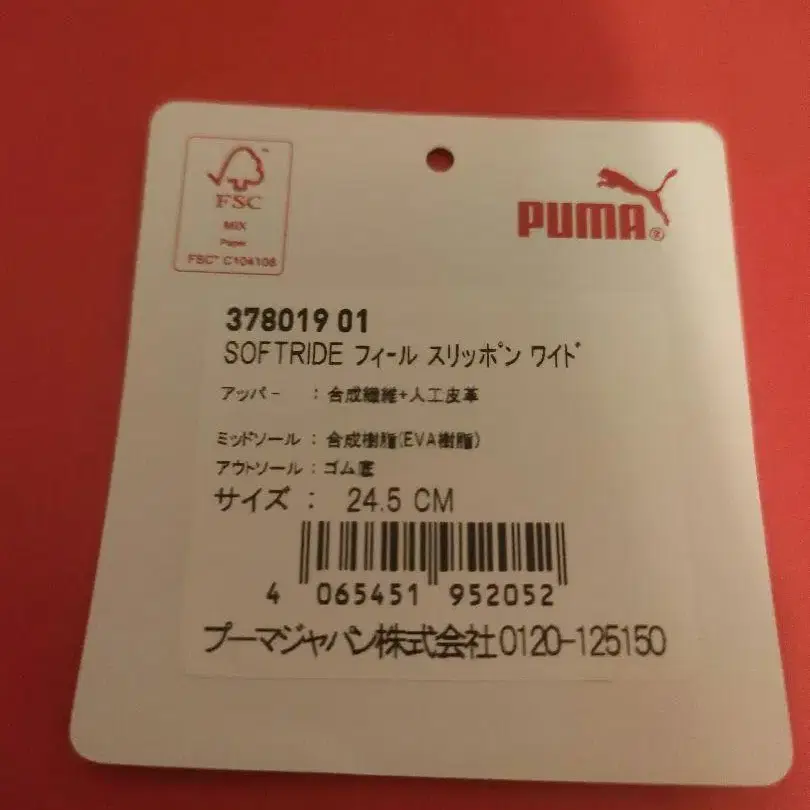 FSC
MIX
Paper
FSC® C104106
PUMA®
378019 01
SOFTRIDE フィール スリッポン ワイド
アッパー : 合成繊維+人工皮革
ミッドソール : 合成樹脂(EVA樹脂)
アウトソール : ゴム底
サイズ : 24.5 CM
4 065451 952052
プーマジャパン株式会社0120-125150